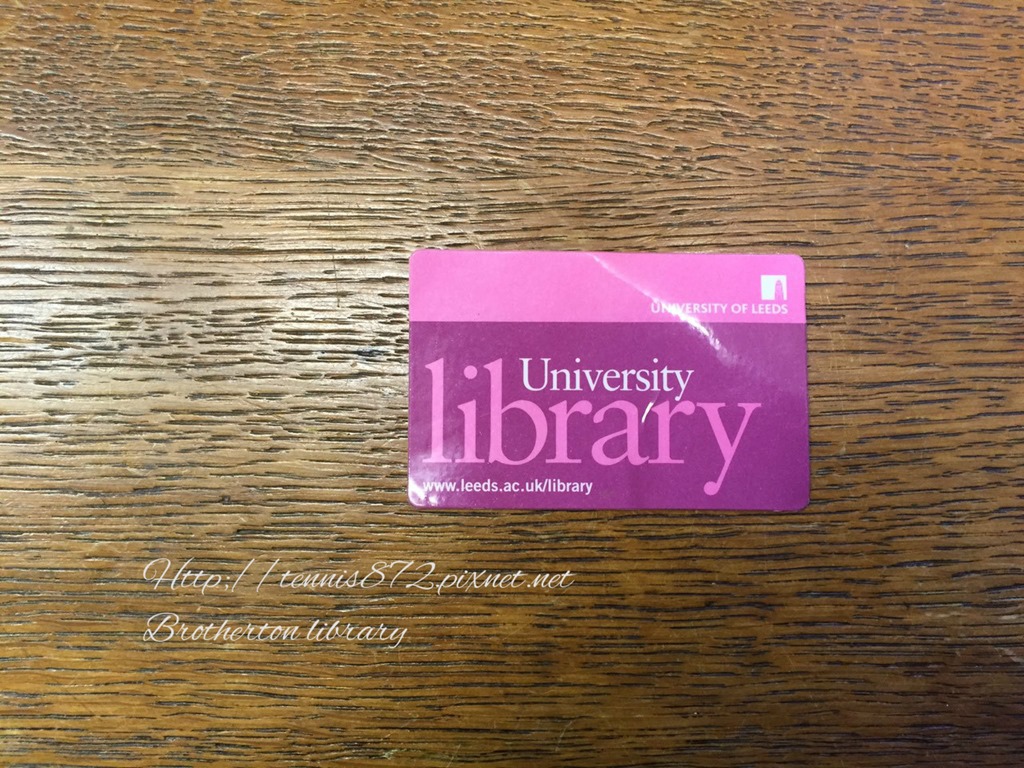 UNIVERSITY OF LEEDS
University
library
www.leeds.ac.uk/library
Http;//tennis872.pixnet.net
Brotherton library